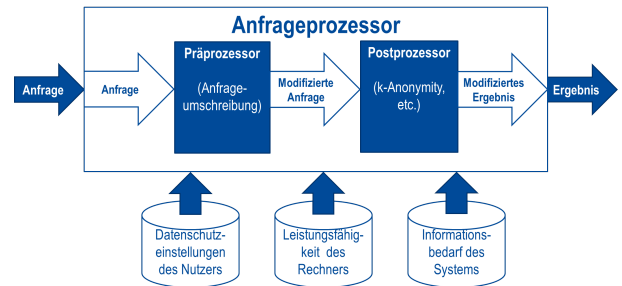 Anfrageprozessor
Anfrage
Anfrage
Präprozessor
(Anfrage-
umschreibung)
Modifizierte
Anfrage
Postprozessor
(k-Anonymity,
etc.)
Modifiziertes
Ergebnis
Ergebnis
Datenschutz-
einstellungen
des Nutzers
Leistungsfähig-
keit des
Rechners
Informations-
bedarf des
Systems